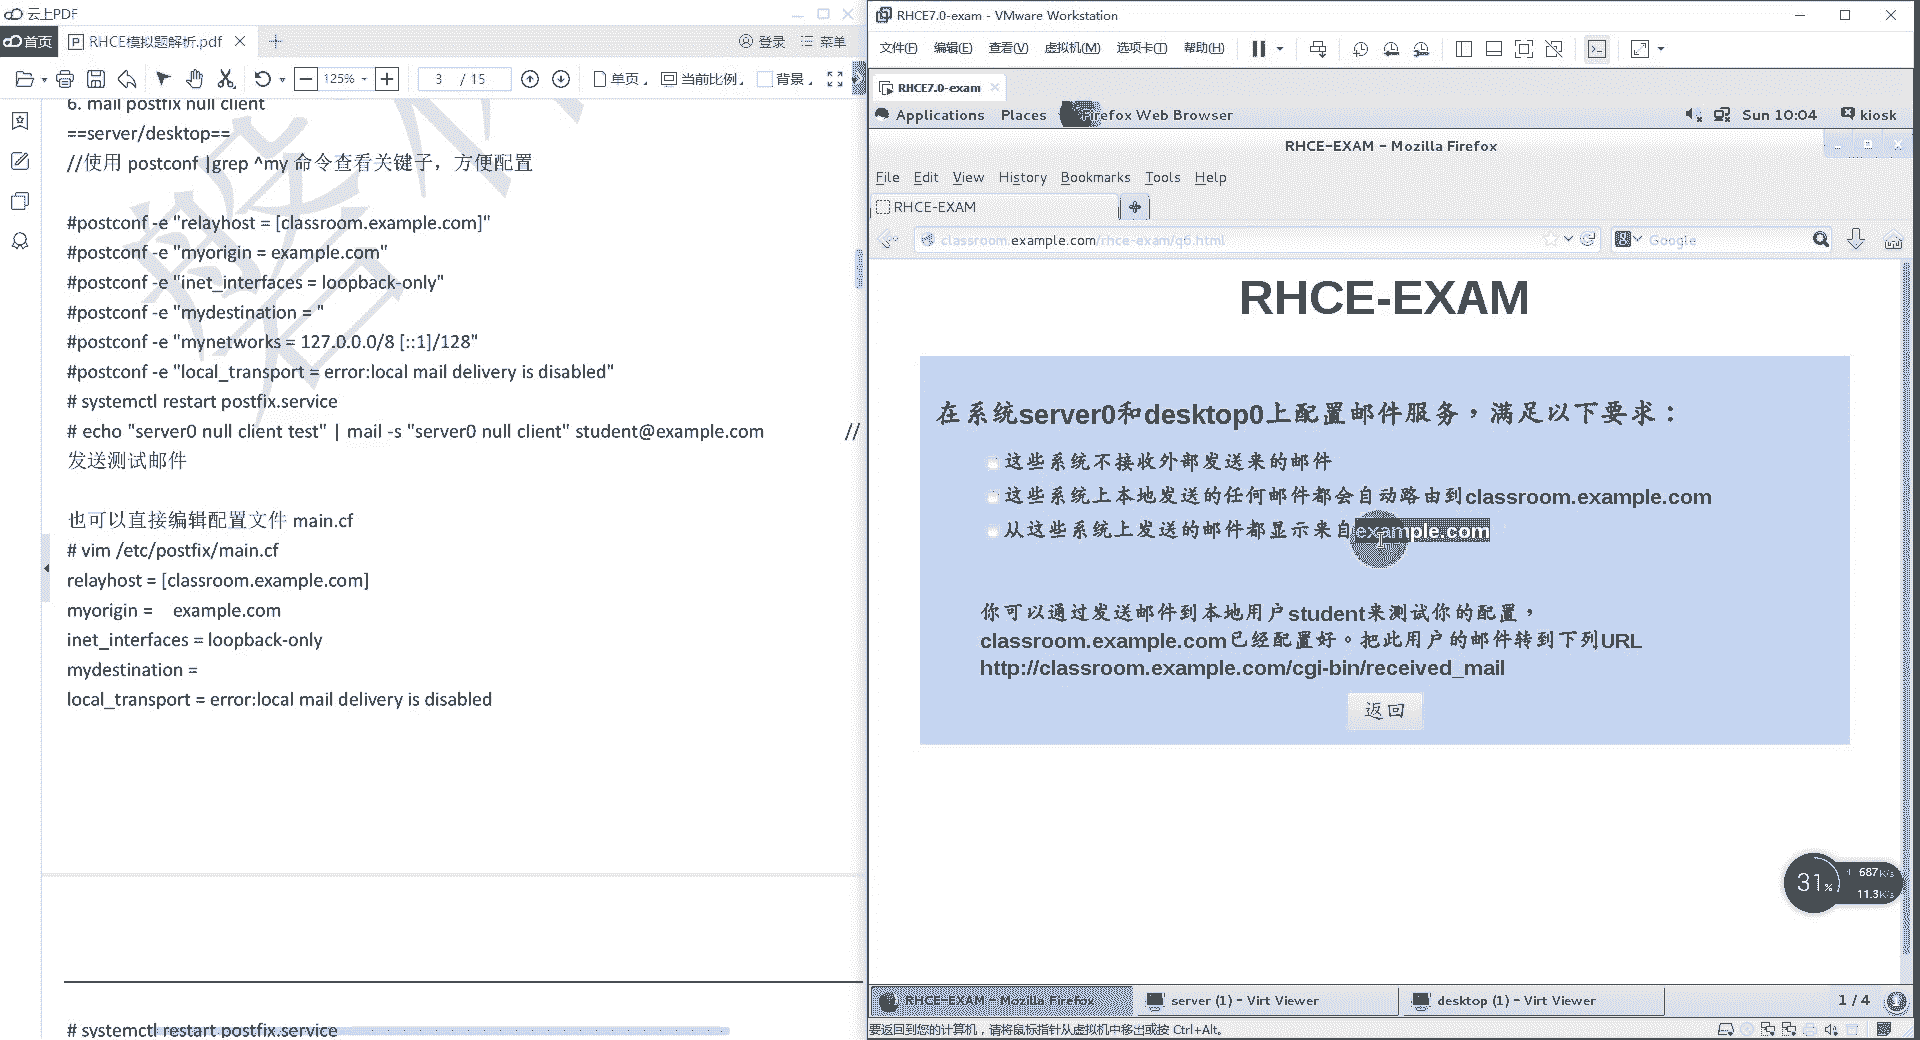 云上PDF
首页
RHCE模拟题解析.pdf
登录
菜单
125%
3 / 15
单页
当前比例
背景
6. mail postfix null client
==server/desktop==
//使用 postconf |grep ^my 命令查看关键子，方便配置
#postconf -e "relayhost = [classroom.example.com]"
#postconf -e "myorigin = example.com"
#postconf -e "inet_interfaces = loopback-only"
#postconf -e "mydestination = "
#postconf -e "mynetworks = 127.0.0.0/8 [::1]/128"
#postconf -e "local_transport = error:local mail delivery is disabled"
# systemctl restart postfix.service
# echo "server0 null client test" | mail -s "server0 null client" student@example.com //
发送测试邮件
也可以直接编辑配置文件 main.cf
# vim /etc/postfix/main.cf
relayhost = [classroom.example.com]
myorigin = example.com
inet_interfaces = loopback-only
mydestination =
local_transport = error:local mail delivery is disabled
# systemctl restart postfix.service
RHCE7.0-exam - VMware Workstation
文件(F) 编辑(E) 查看(V) 虚拟机(M) 选项卡(T) 帮助(H)
RHCE7.0-exam
Applications Places Firefox Web Browser Sun 10:04 kiosk
RHCE-EXAM - Mozilla Firefox
File Edit View History Bookmarks Tools Help
RHCE-EXAM
classroom.example.com/rhce-exam/q6.html
Google
RHCE-EXAM
在系统server0和desktop0上配置邮件服务，满足以下要求：
这些系统不接收外部发送来的邮件
这些系统上本地发送的任何邮件都会自动路由到classroom.example.com
从这些系统上发送的邮件都显示来自example.com
你可以通过发送邮件到本地用户student来测试你的配置，
classroom.example.com已经配置好。把此用户的邮件转到下列URL
http://classroom.example.com/cgi-bin/received_mail
返回
31%
687K/s
11.3K/s
RHCE-EXAM - Mozilla Firefox
server (1) - Virt Viewer
desktop (1) - Virt Viewer
1 / 4
要返回到您的计算机，请将鼠标指针从虚拟机中移出或按 Ctrl+Alt。